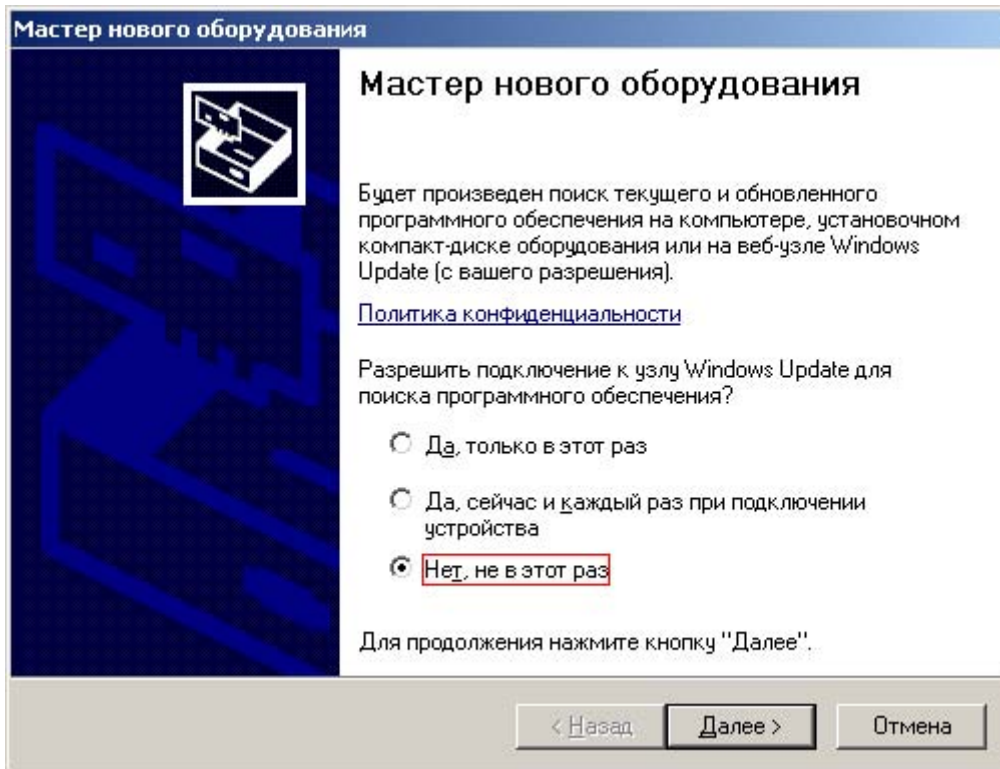 Мастер нового оборудования
Мастер нового оборудования
Будет произведен поиск текущего и обновленного
программного обеспечения на компьютере, установочном
компакт-диске оборудования или на веб-узле Windows
Update (с вашего разрешения).
Политика конфиденциальности
Разрешить подключение к узлу Windows Update для
поиска программного обеспечения?
Да, только в этот раз
Да, сейчас и каждый раз при подключении
устройства
Нет, не в этот раз
Для продолжения нажмите кнопку "Далее".
< Назад Далее > Отмена